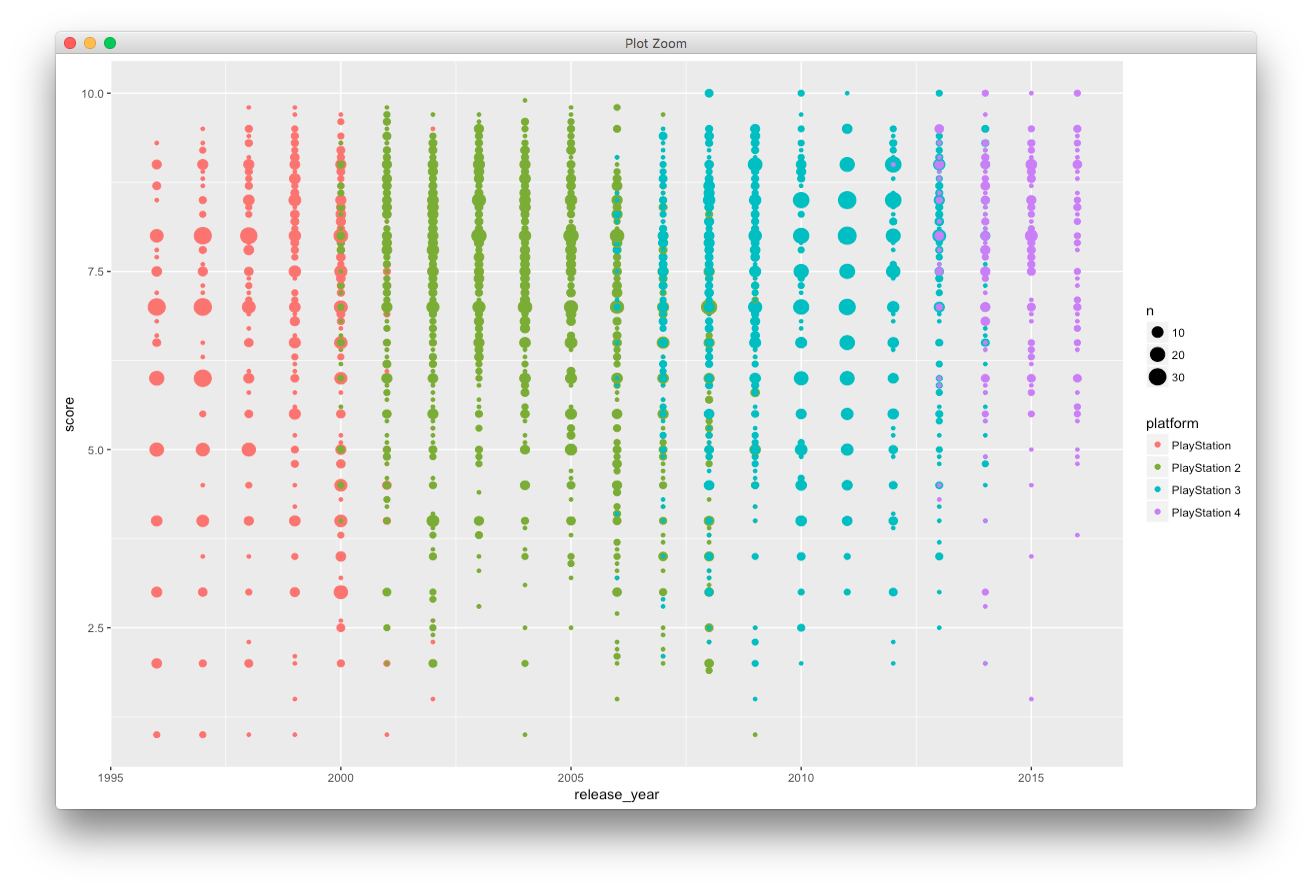 Plot Zoom
10.0
7.5
5.0
2.5
score
1995
2000
2005
2010
2015
release_year
n
10
20
30
platform
PlayStation
PlayStation 2
PlayStation 3
PlayStation 4